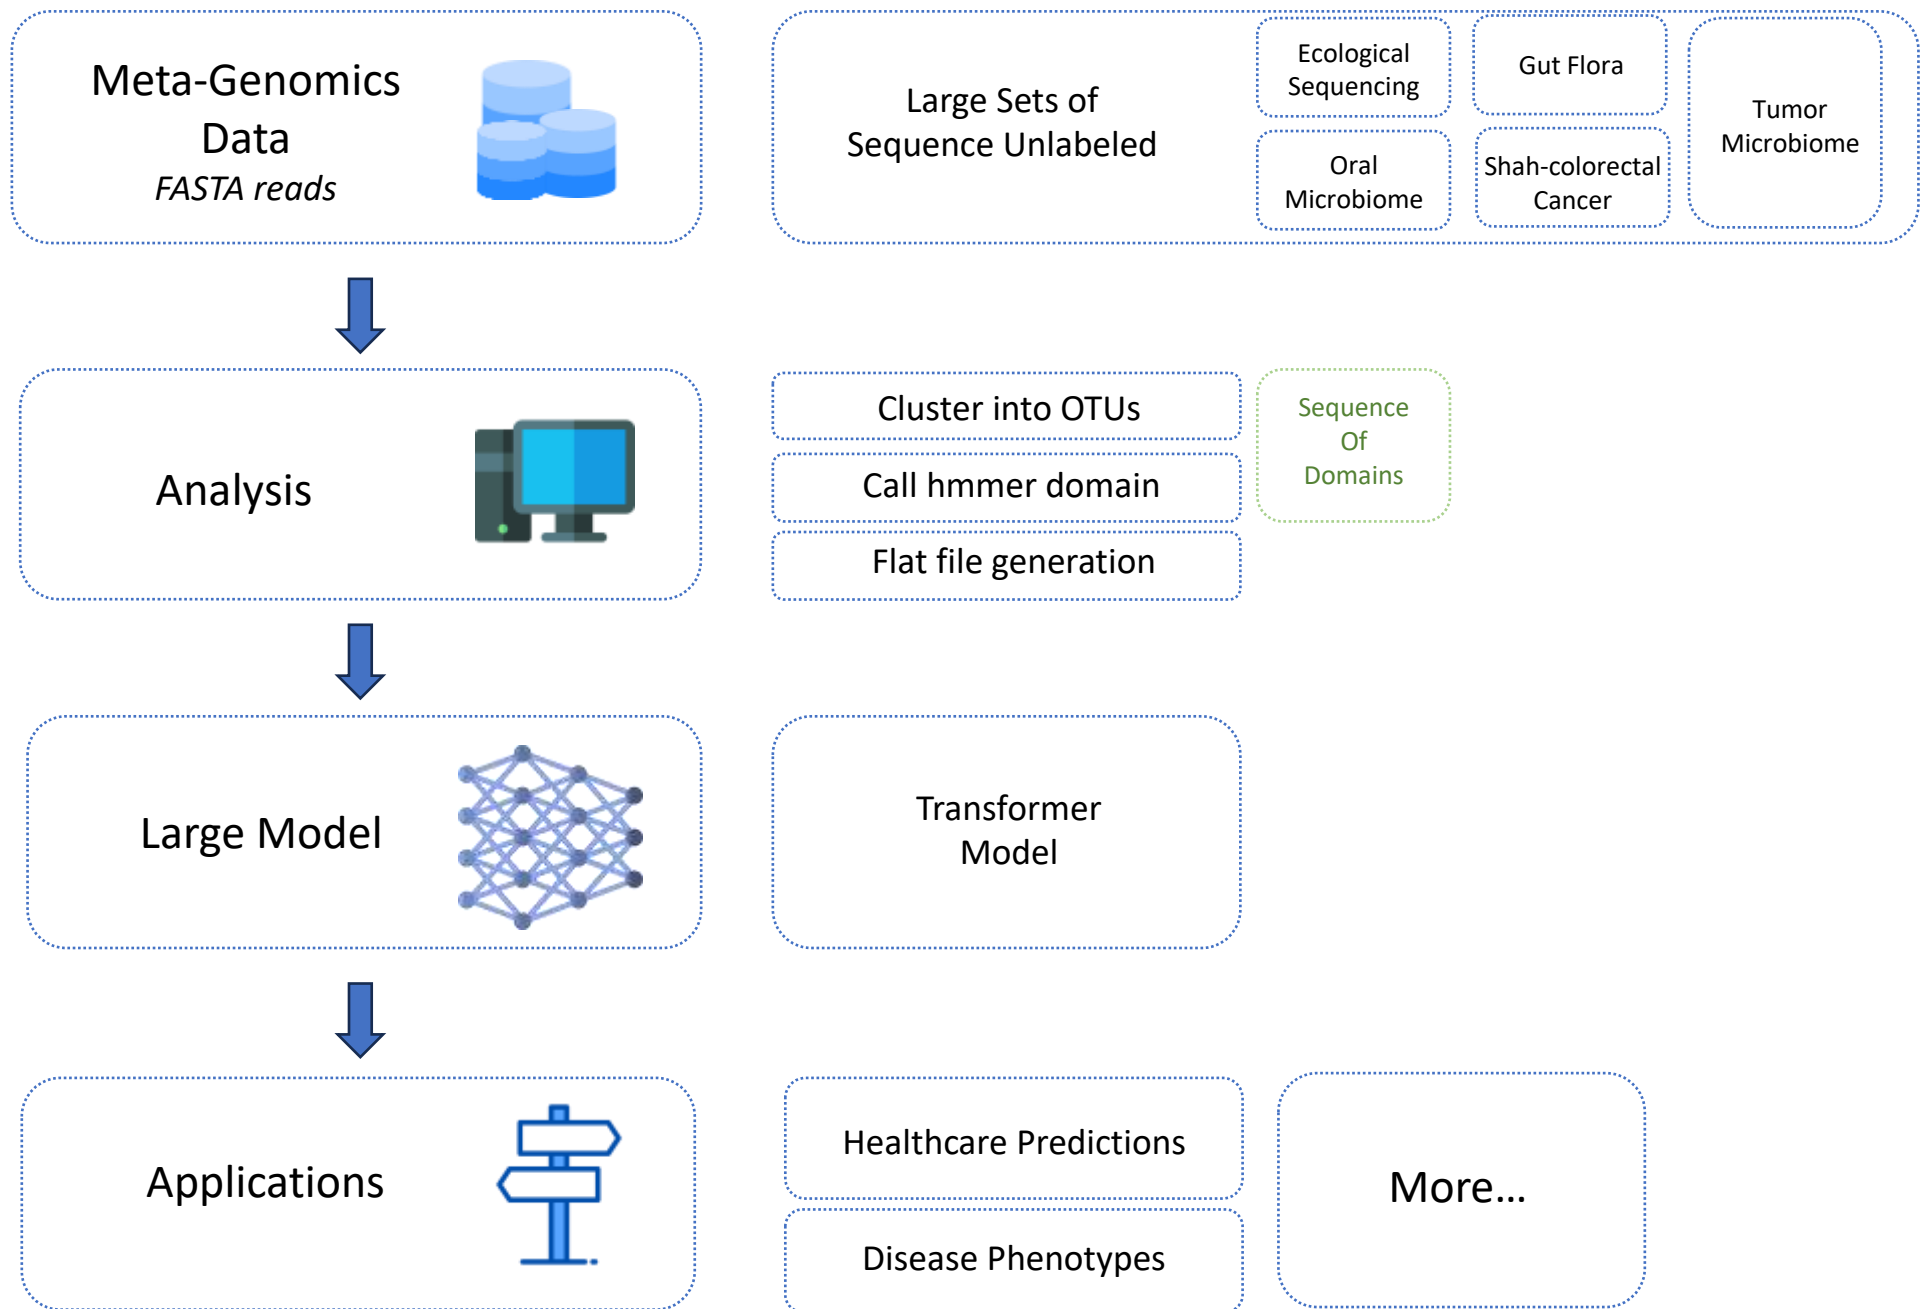 Meta-Genomics
Data
FASTA reads
Large Sets of
Sequence Unlabeled
Ecological
Sequencing
Gut Flora
Oral
Microbiome
Shah-colorectal
Cancer
Tumor
Microbiome
Analysis
Cluster into OTUs
Call hmmer domain
Flat file generation
Sequence
Of
Domains
Large Model
Transformer
Model
Applications
Healthcare Predictions
Disease Phenotypes
More...